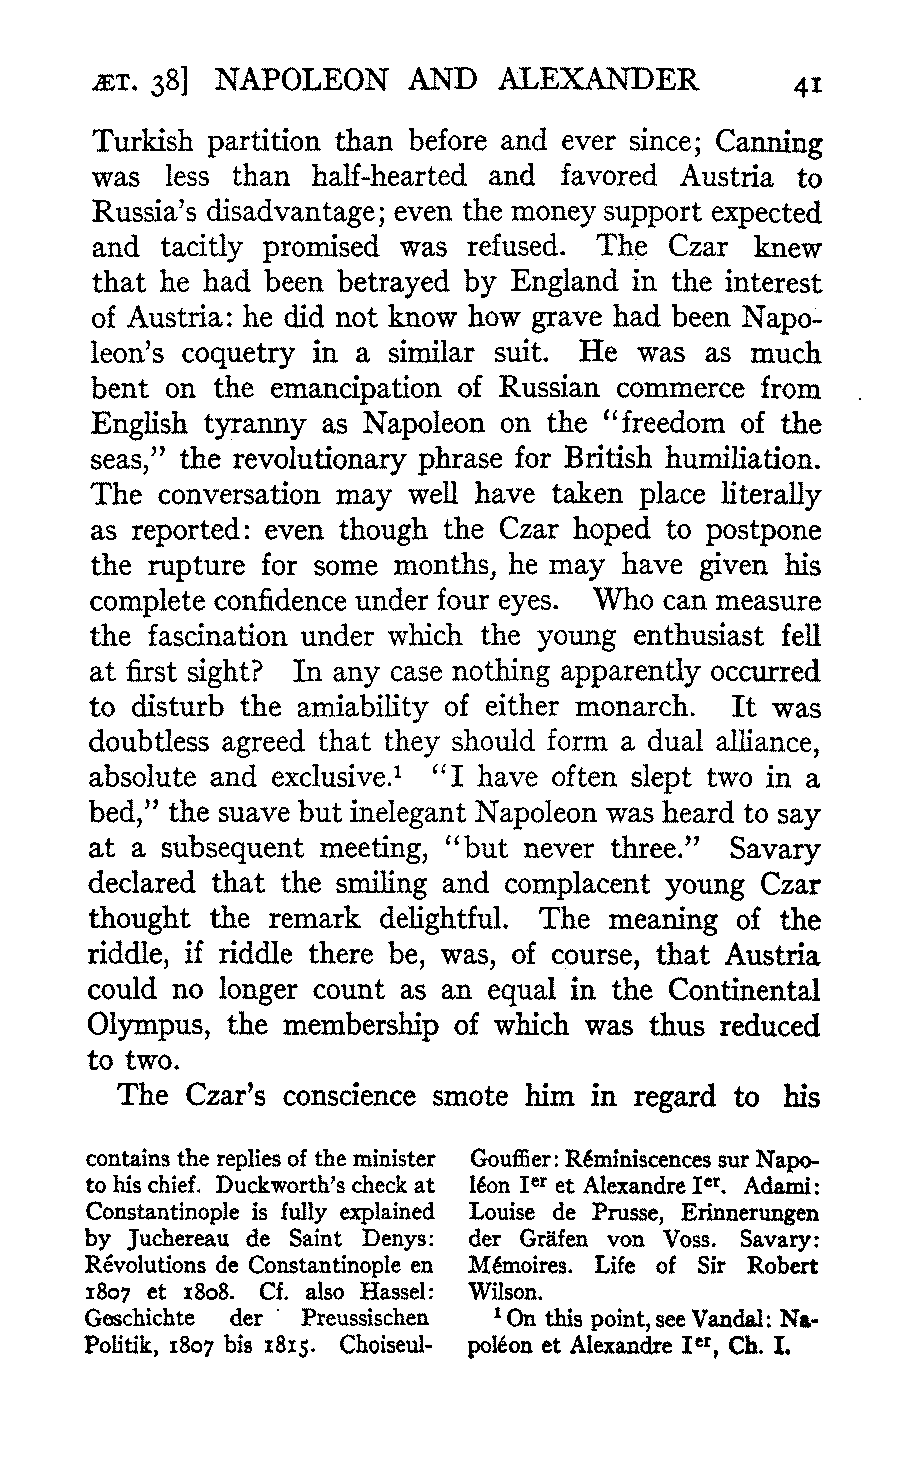 ÆT. 38] NAPOLEON AND ALEXANDER 41
Turkish partition than before and ever since; Canning
was less than half-hearted and favored Austria to
Russia's disadvantage; even the money support expected
and tacitly promised was refused. The Czar knew
that he had been betrayed by England in the interest
of Austria: he did not know how grave had been Napo-
leon's coquetry in a similar suit. He was as much
bent on the emancipation of Russian commerce from
English tyranny as Napoleon on the "freedom of the
seas," the revolutionary phrase for British humiliation.
The conversation may well have taken place literally
as reported: even though the Czar hoped to postpone
the rupture for some months, he may have given his
complete confidence under four eyes. Who can measure
the fascination under which the young enthusiast fell
at first sight? In any case nothing apparently occurred
to disturb the amiability of either monarch. It was
doubtless agreed that they should form a dual alliance,
absolute and exclusive.¹ "I have often slept two in a
bed," the suave but inelegant Napoleon was heard to say
at a subsequent meeting, "but never three." Savary
declared that the smiling and complacent young Czar
thought the remark delightful. The meaning of the
riddle, if riddle there be, was, of course, that Austria
could no longer count as an equal in the Continental
Olympus, the membership of which was thus reduced
to two.
The Czar's conscience smote him in regard to his
contains the replies of the minister
to his chief. Duckworth's check at
Constantinople is fully explained
by Juchereau de Saint Denys:
Révolutions de Constantinople en
1807 et 1808. Cf. also Hassel:
Geschichte der Preussischen
Politik, 1807 bis 1815. Choiseul-
Gouffier: Réminiscences sur Napo-
léon Iᵉʳ et Alexandre Iᵉʳ. Adami:
Louise de Prusse, Erinnerungen
der Gräfen von Voss. Savary:
Mémoires. Life of Sir Robert
Wilson.
¹ On this point, see Vandal: Na-
poléon et Alexandre Iᵉʳ, Ch. I.